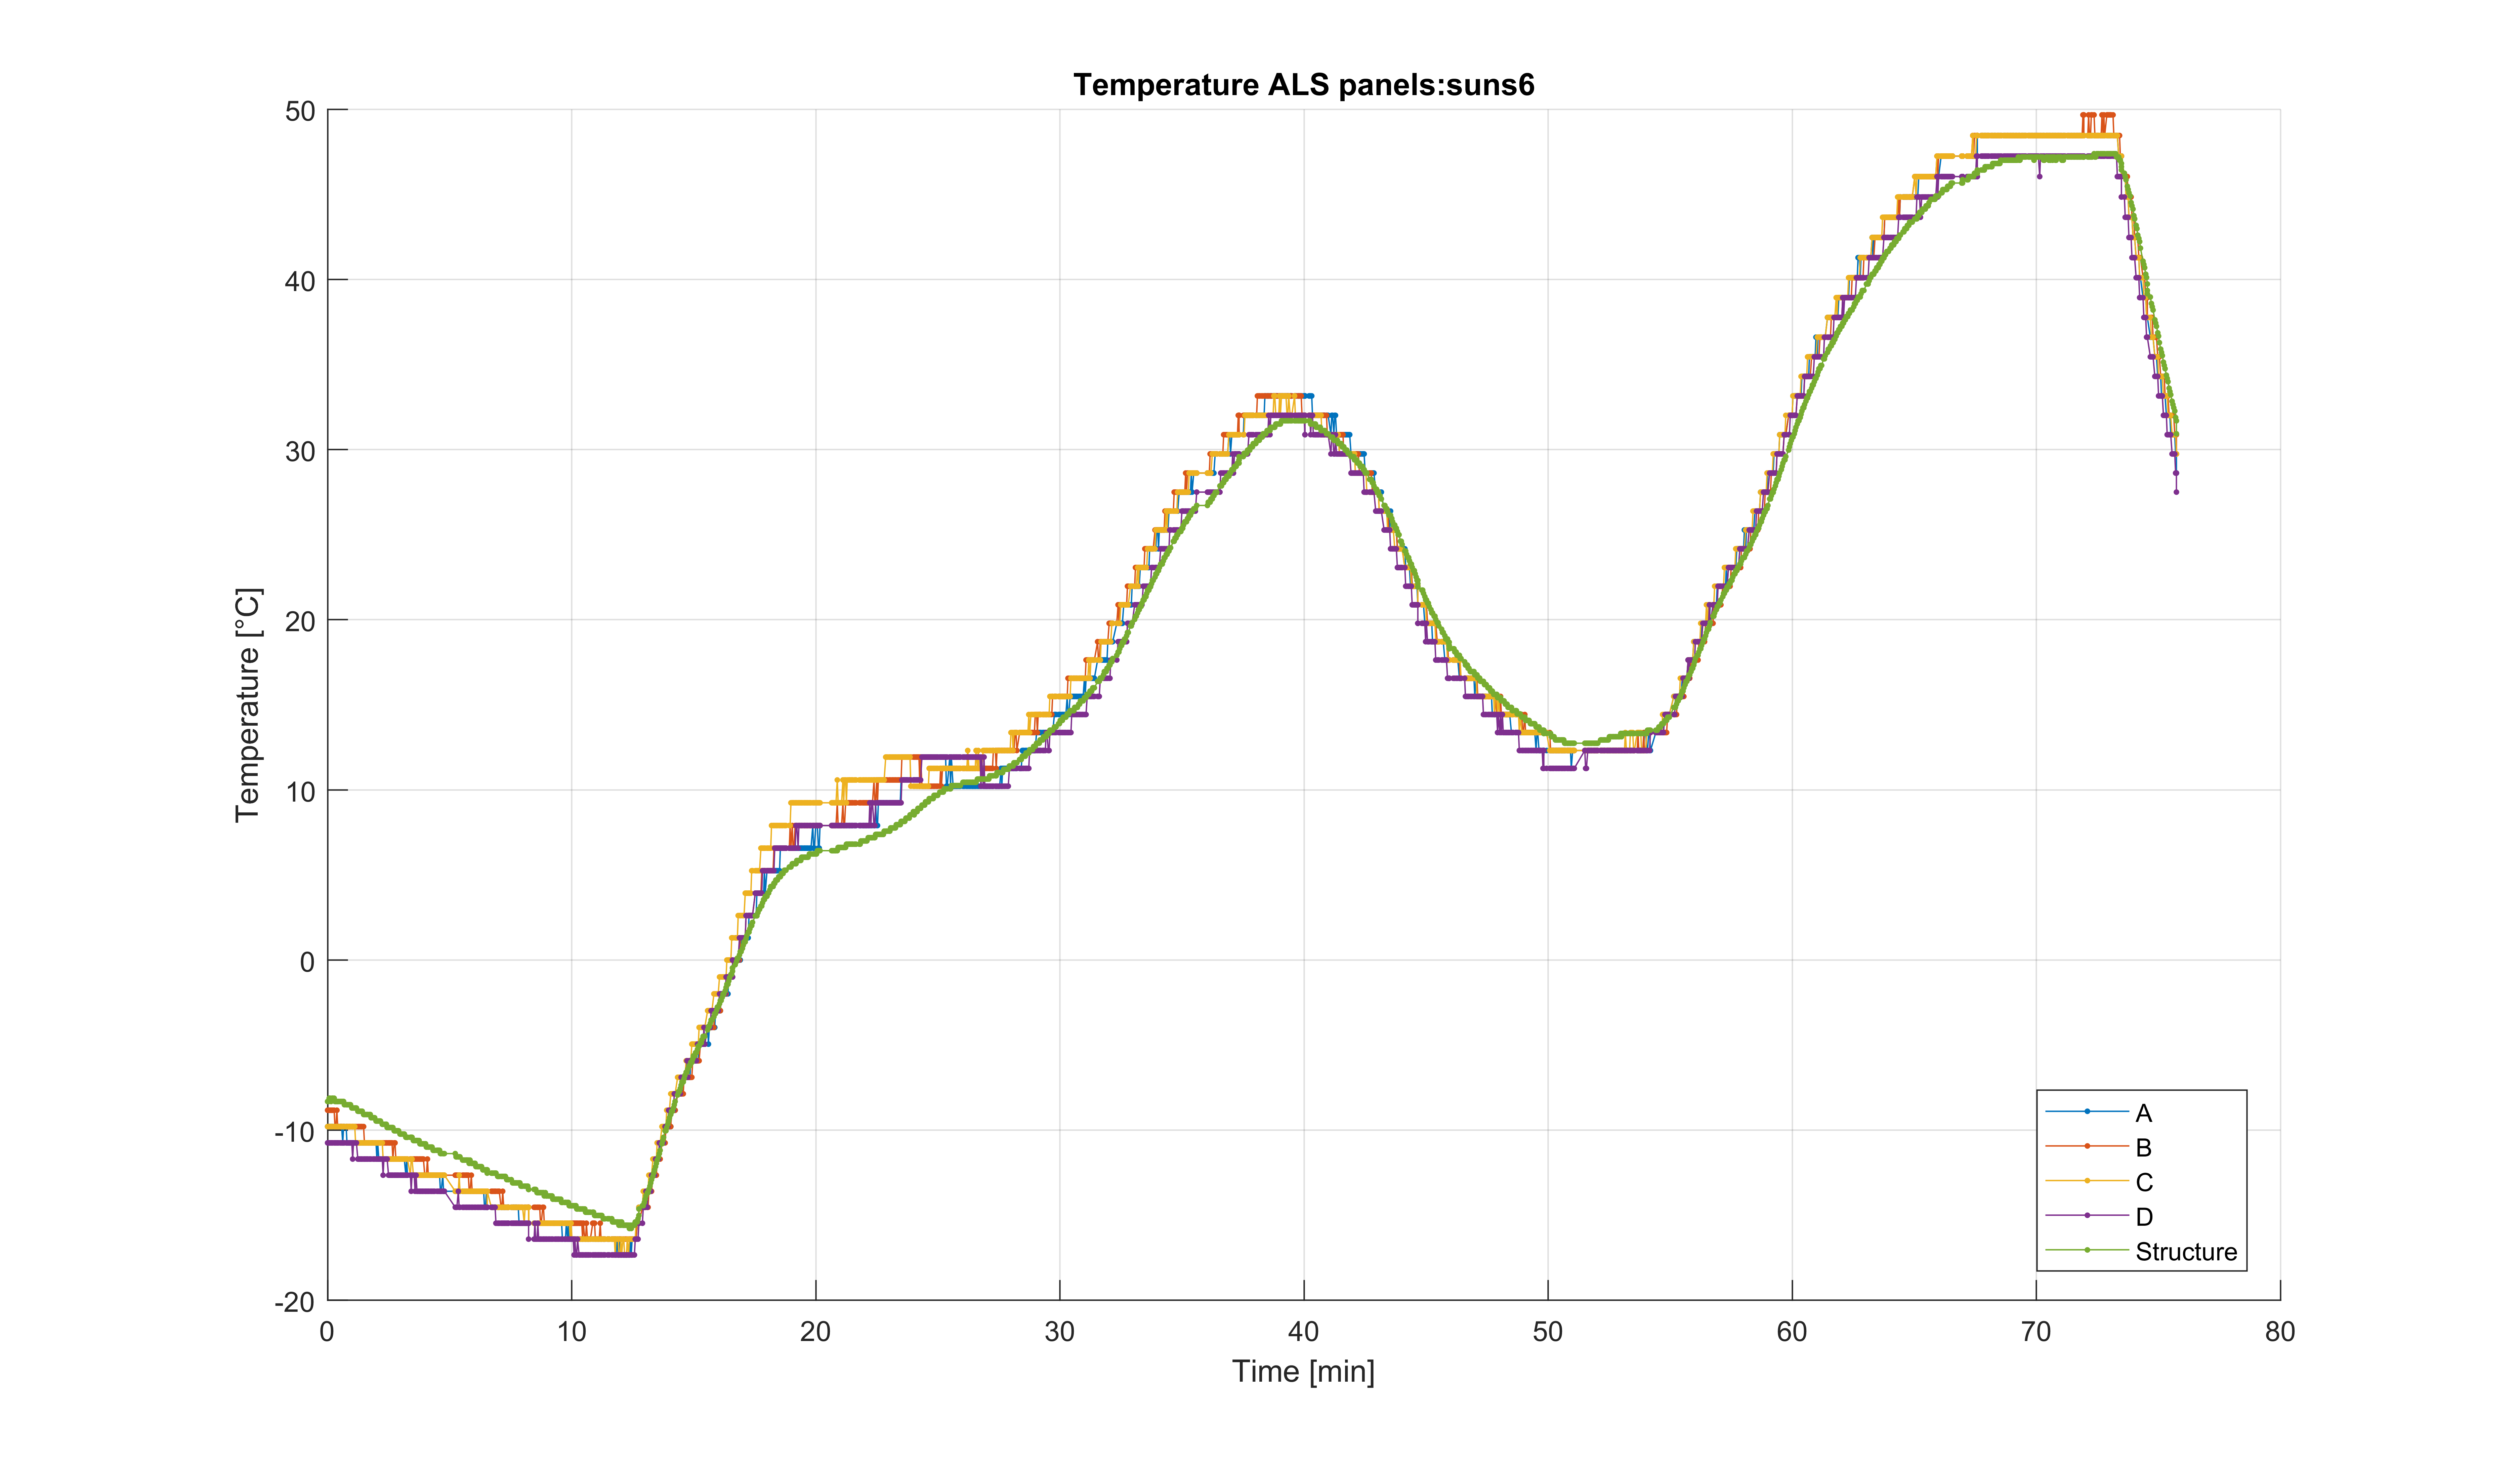 Temperature ALS panels:suns6
50
40
30
20
10
0
-10
-20
Temperature [°C]
0 10 20 30 40 50 60 70 80
Time [min]
A
B
C
D
Structure